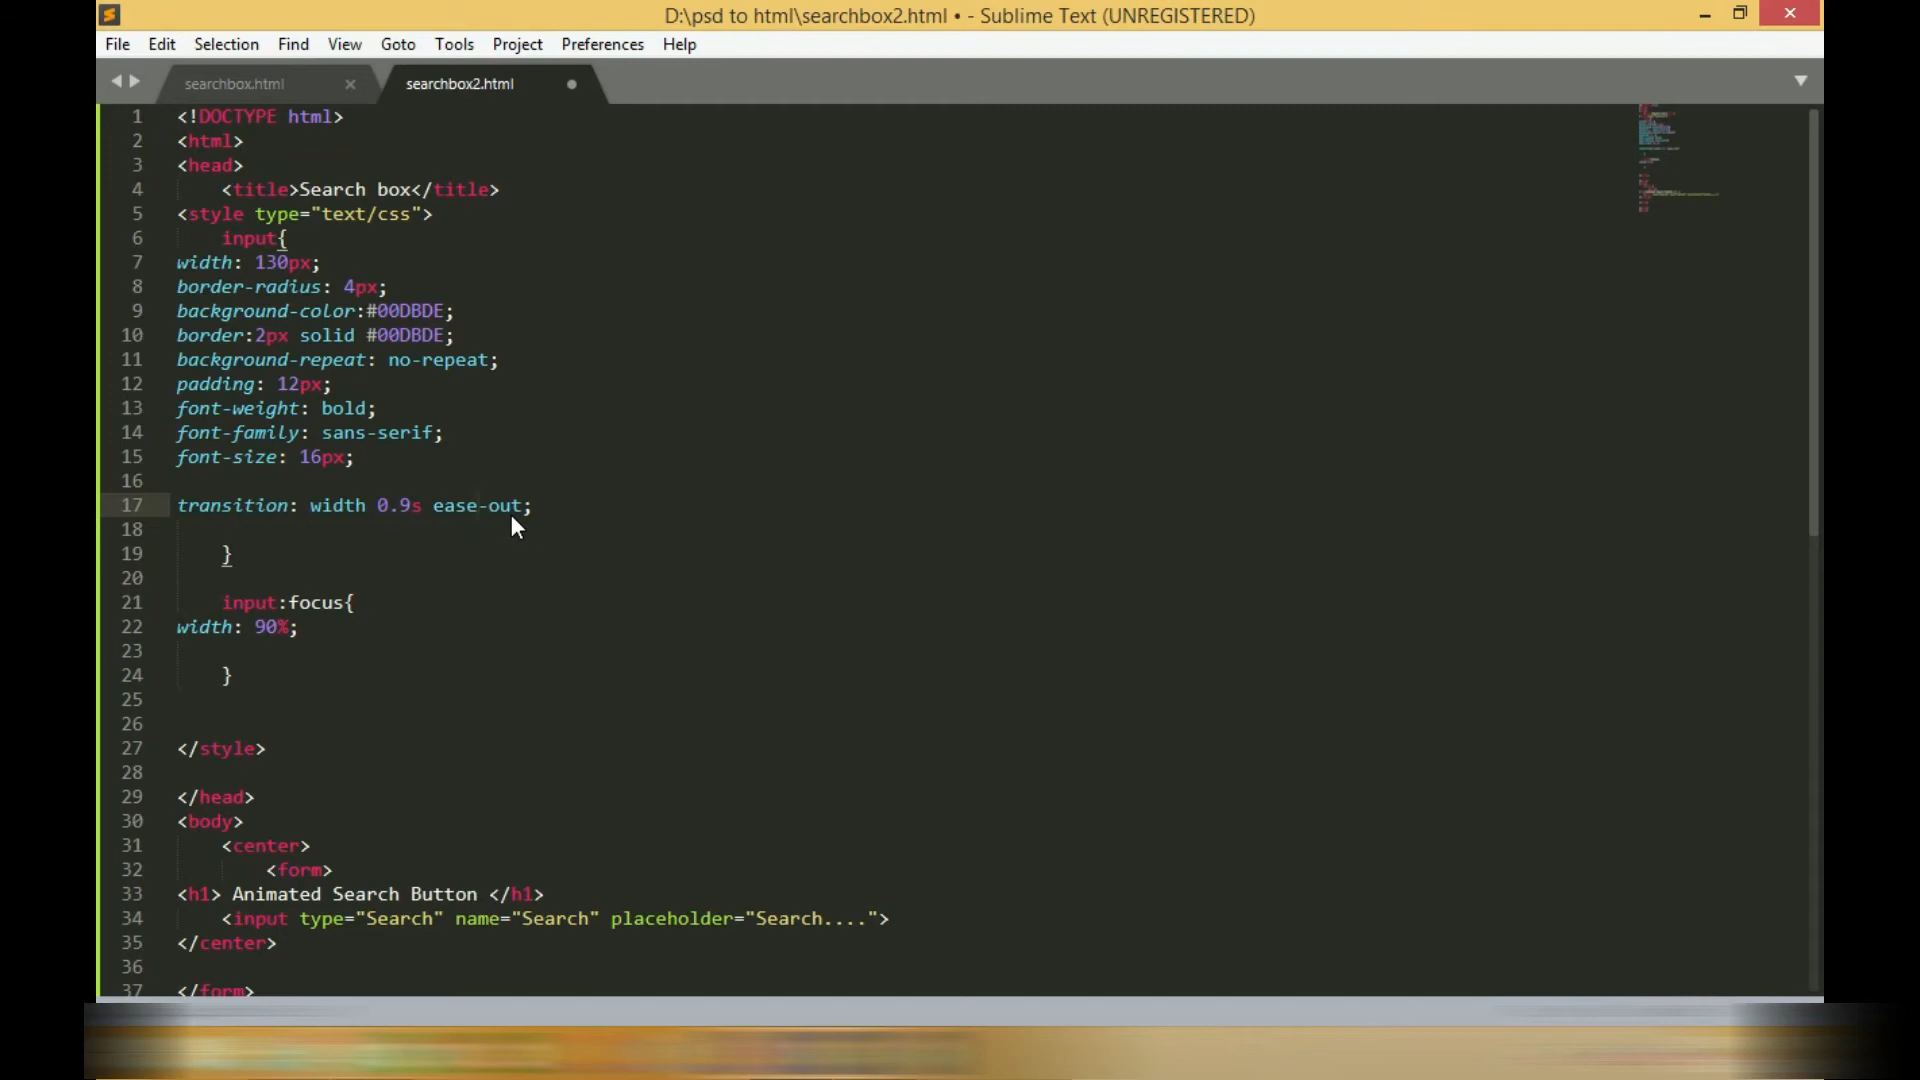 D:\psd to html\searchbox2.html • - Sublime Text (UNREGISTERED)
File Edit Selection Find View Goto Tools Project Preferences Help
searchbox.html searchbox2.html
1 <!DOCTYPE html>
2 <html>
3 <head>
4 <title>Search box</title>
5 <style type="text/css">
6 input{
7 width: 130px;
8 border-radius: 4px;
9 background-color:#00DBDE;
10 border:2px solid #00DBDE;
11 background-repeat: no-repeat;
12 padding: 12px;
13 font-weight: bold;
14 font-family: sans-serif;
15 font-size: 16px;
16
17 transition: width 0.9s ease-out;
18
19 }
20
21 input:focus{
22 width: 90%;
23
24 }
25
26
27 </style>
28
29 </head>
30 <body>
31 <center>
32 <form>
33 <h1> Animated Search Button </h1>
34 <input type="Search" name="Search" placeholder="Search....">
35 </center>
36
37 </form>